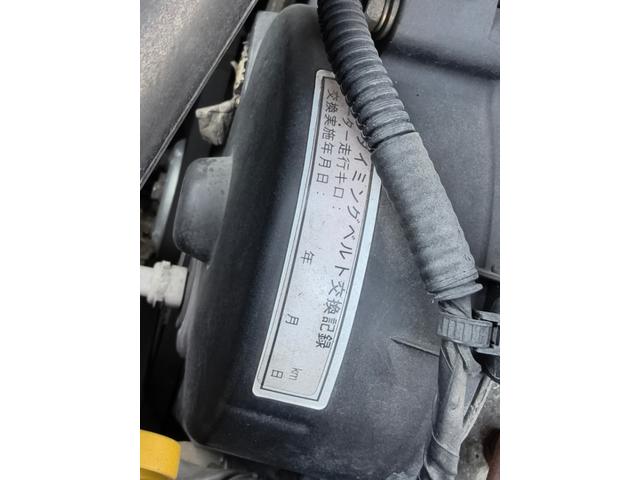 タイミングベルト交換記録
ター走行キロ： km
交換実施年月日： 年 月 日